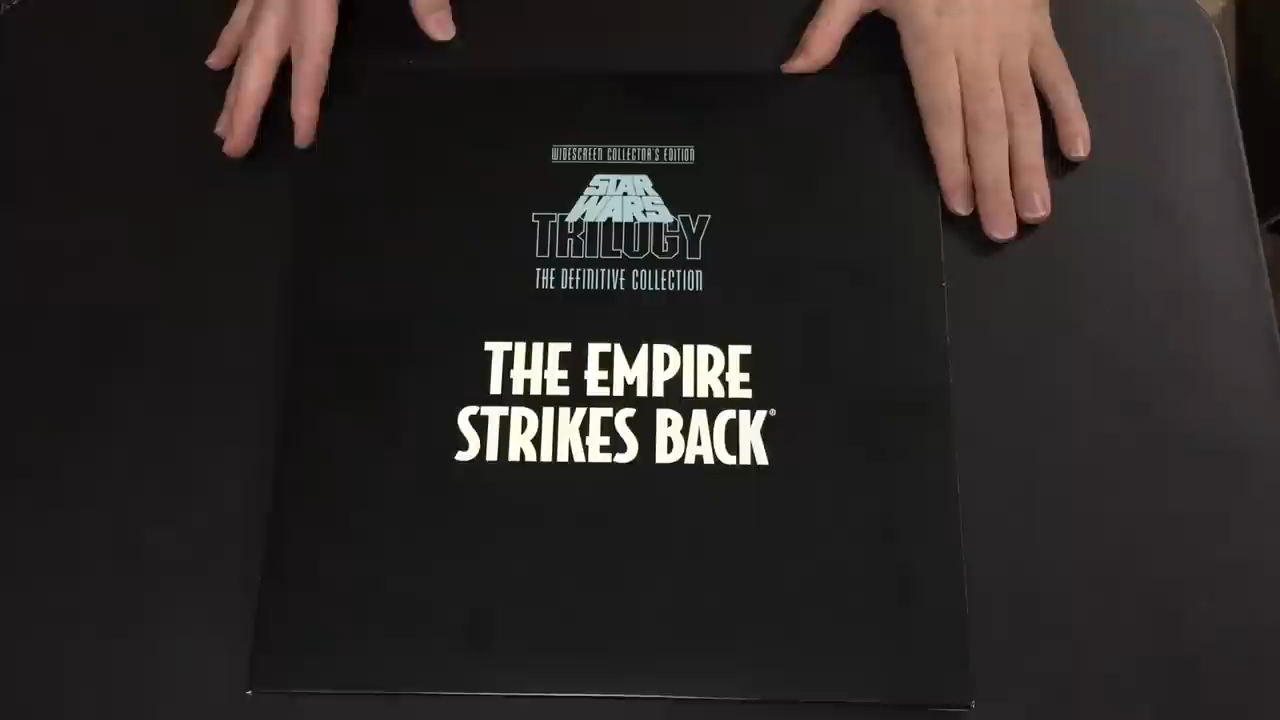 WIDESCREEN COLLECTOR'S EDITION
STAR
WARS
TRILOGY
THE DEFINITIVE COLLECTION
THE EMPIRE
STRIKES BACK®